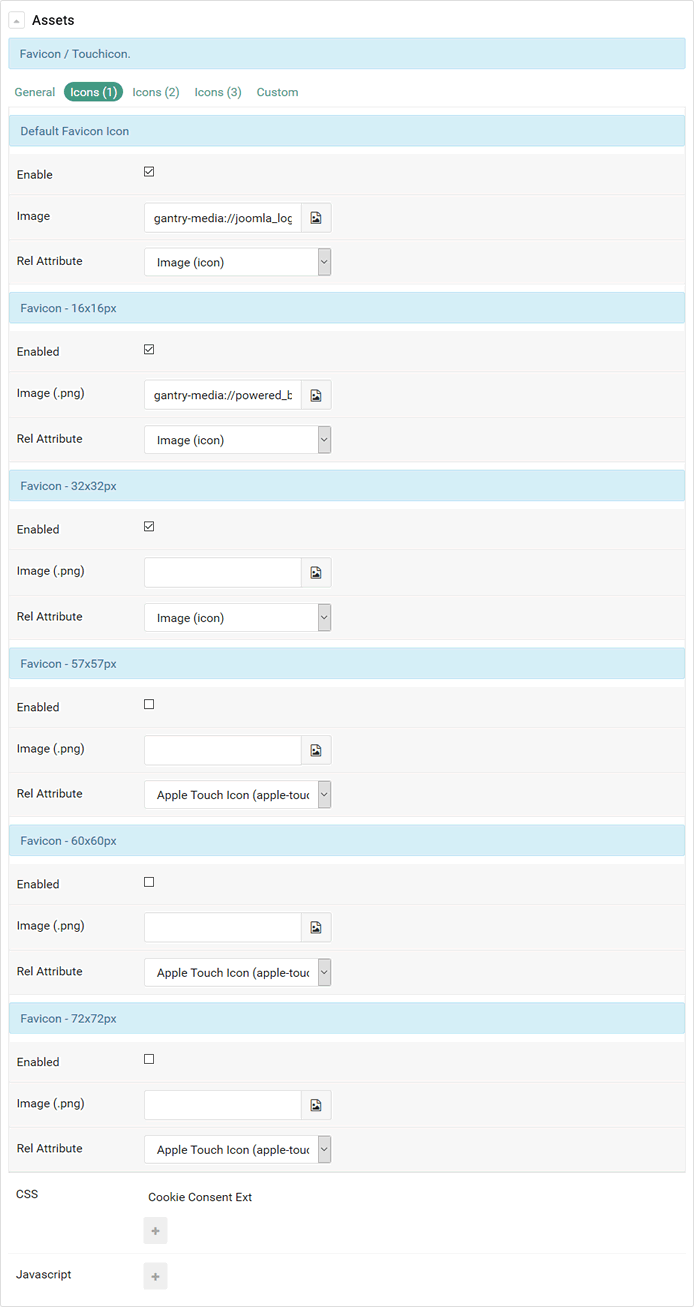 Assets
Favicon / Touchicon.
General Icons (1) Icons (2) Icons (3) Custom
Default Favicon Icon
Enable
Image gantry-media://joomla_log
Rel Attribute Image (icon)
Favicon - 16x16px
Enabled
Image (.png) gantry-media://powered_b
Rel Attribute Image (icon)
Favicon - 32x32px
Enabled
Image (.png)
Rel Attribute Image (icon)
Favicon - 57x57px
Enabled
Image (.png)
Rel Attribute Apple Touch Icon (apple-touc
Favicon - 60x60px
Enabled
Image (.png)
Rel Attribute Apple Touch Icon (apple-touc
Favicon - 72x72px
Enabled
Image (.png)
Rel Attribute Apple Touch Icon (apple-touc
CSS Cookie Consent Ext
+
Javascript +